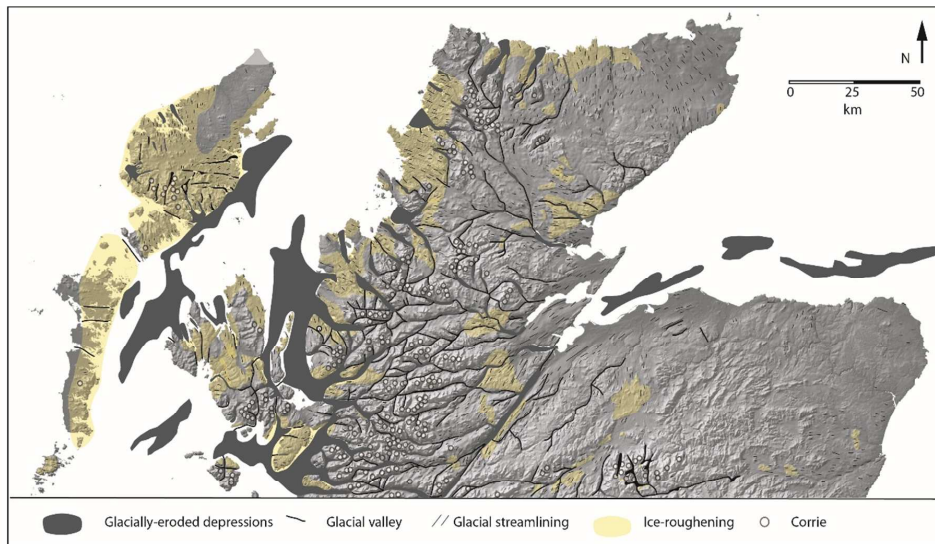 N
0 25 50
km
Glacially-eroded depressions Glacial valley Glacial streamlining Ice-roughening Corrie